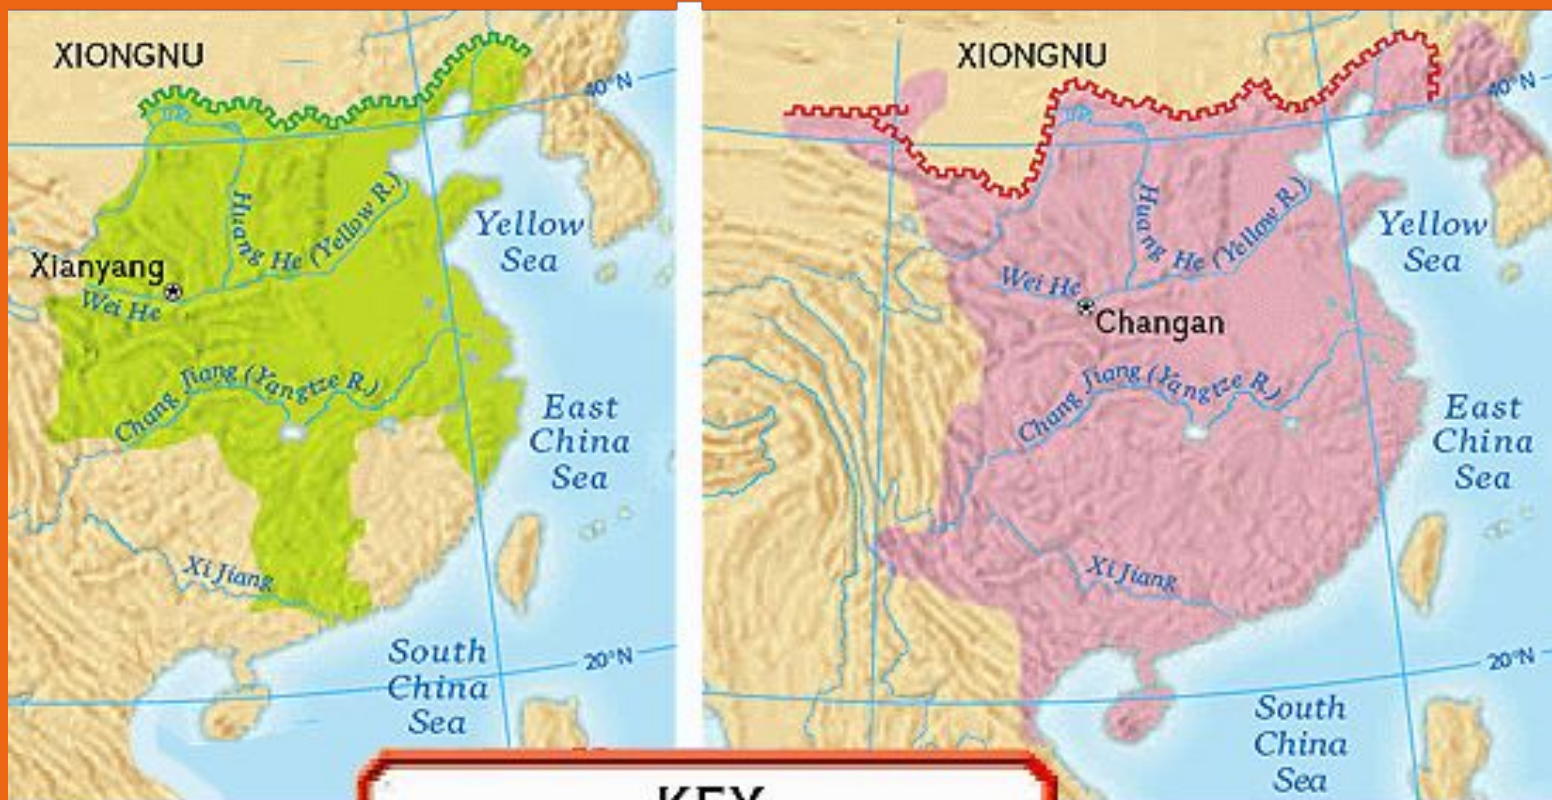 XIONGNU
40°N
Huang He (Yellow R.)
Yellow
Sea
Xianyang
Wei He
Chang Jiang (Yangtze R.)
East
China
Sea
Xi Jiang
South
China
Sea
20°N
XIONGNU
40°N
Huang He (Yellow R.)
Yellow
Sea
Wei He
Changan
Chang Jiang (Yangtze R.)
East
China
Sea
Xi Jiang
20°N
South
China
Sea
KEY